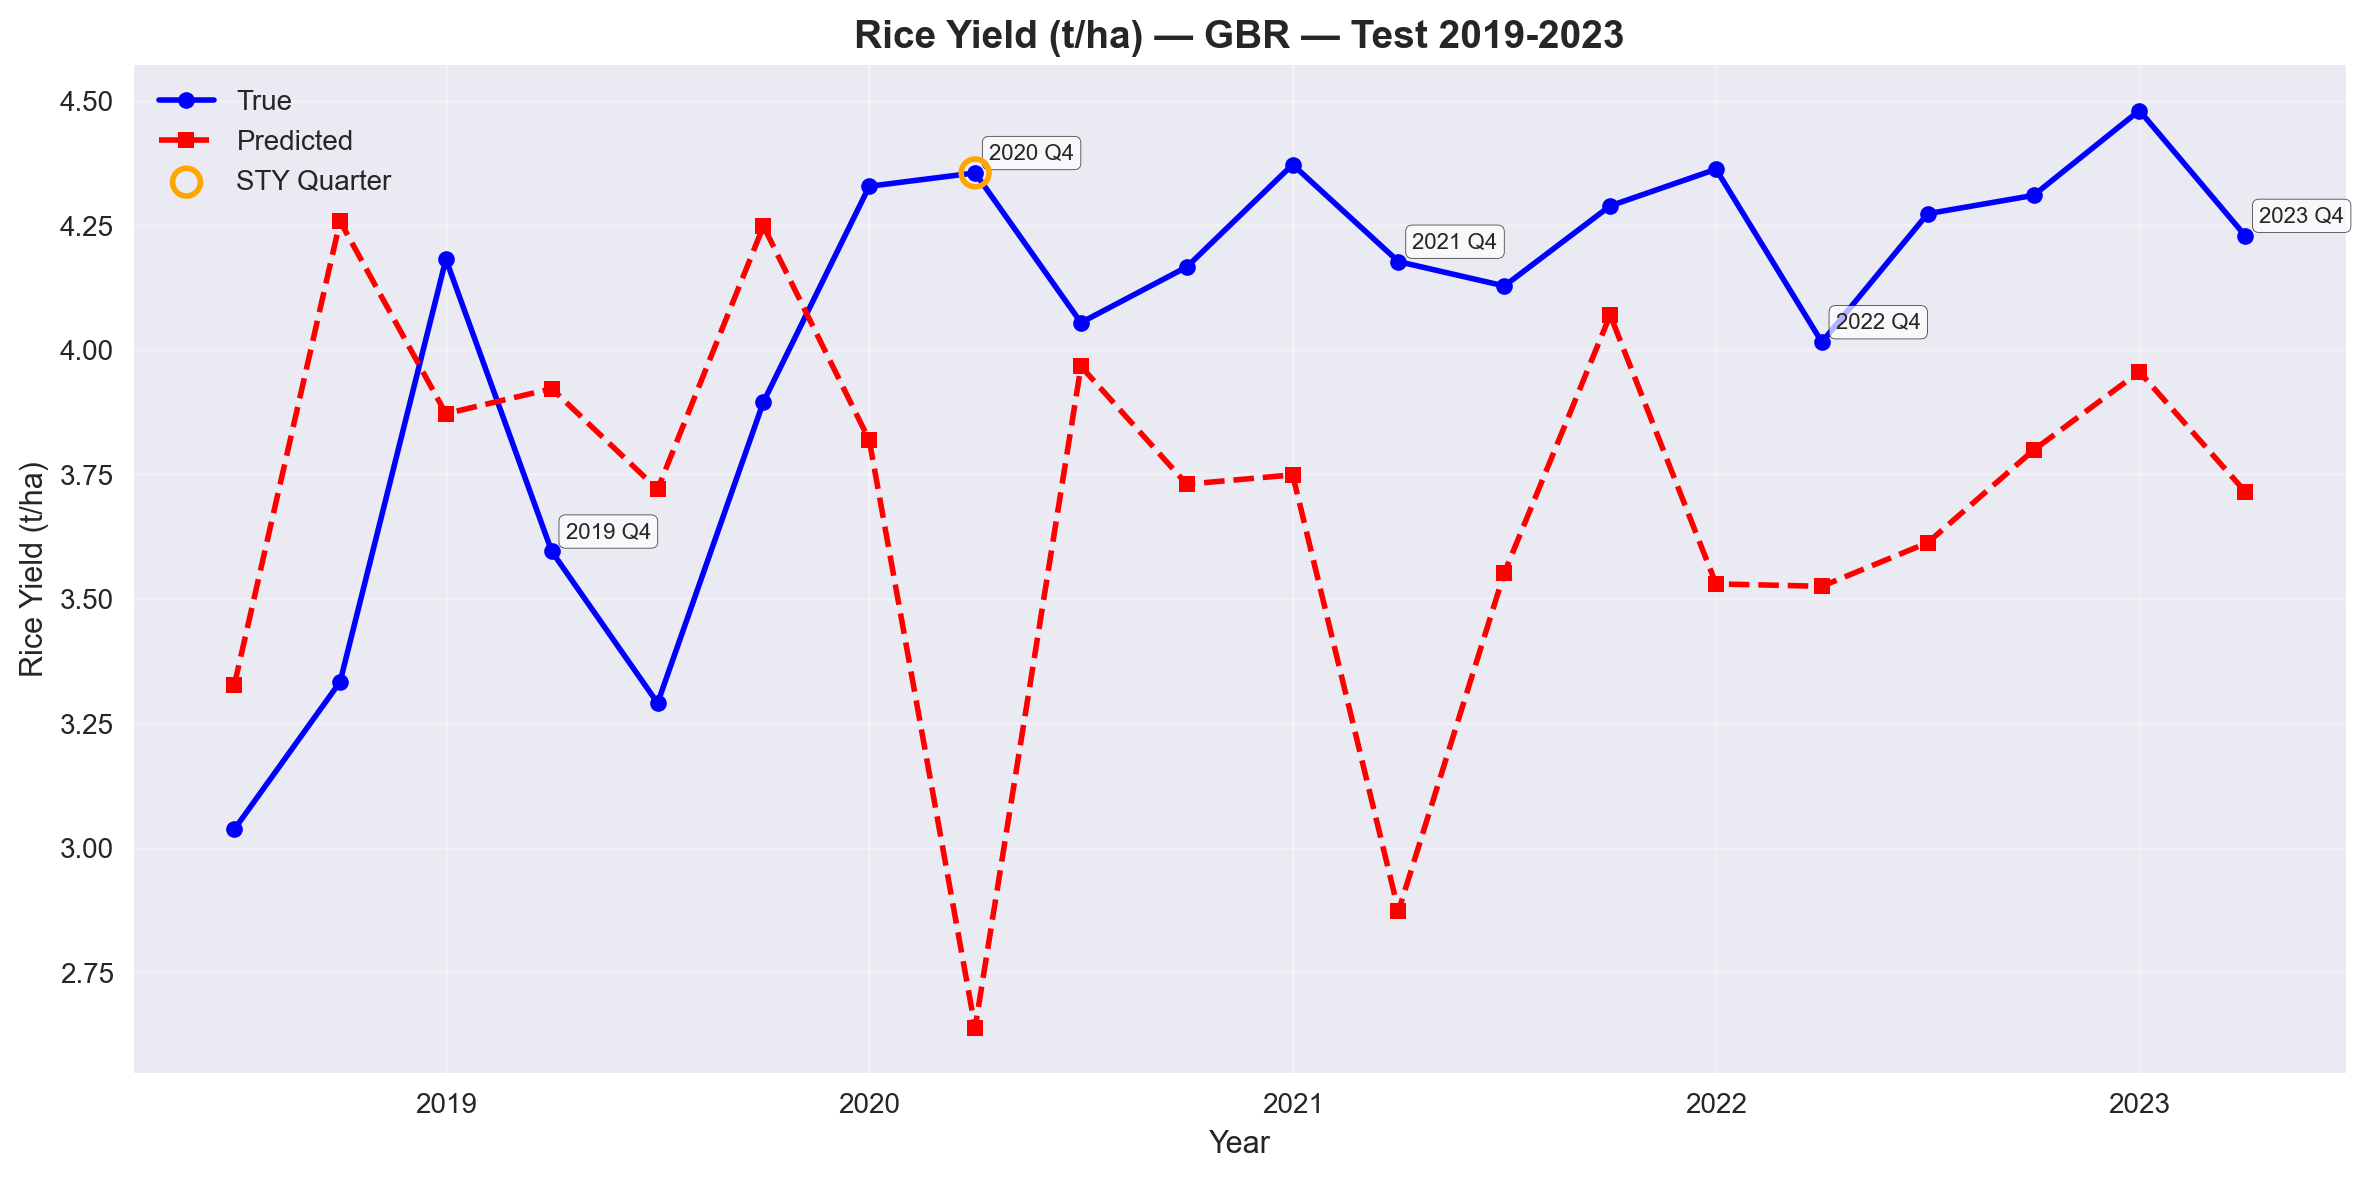 Rice Yield (t/ha) — GBR — Test 2019-2023
True
Predicted
STY Quarter
4.50
4.25
4.00
3.75
3.50
3.25
3.00
2.75
Rice Yield (t/ha)
2019 Q4
2020 Q4
2021 Q4
2022 Q4
2023 Q4
2019
2020
2021
2022
2023
Year